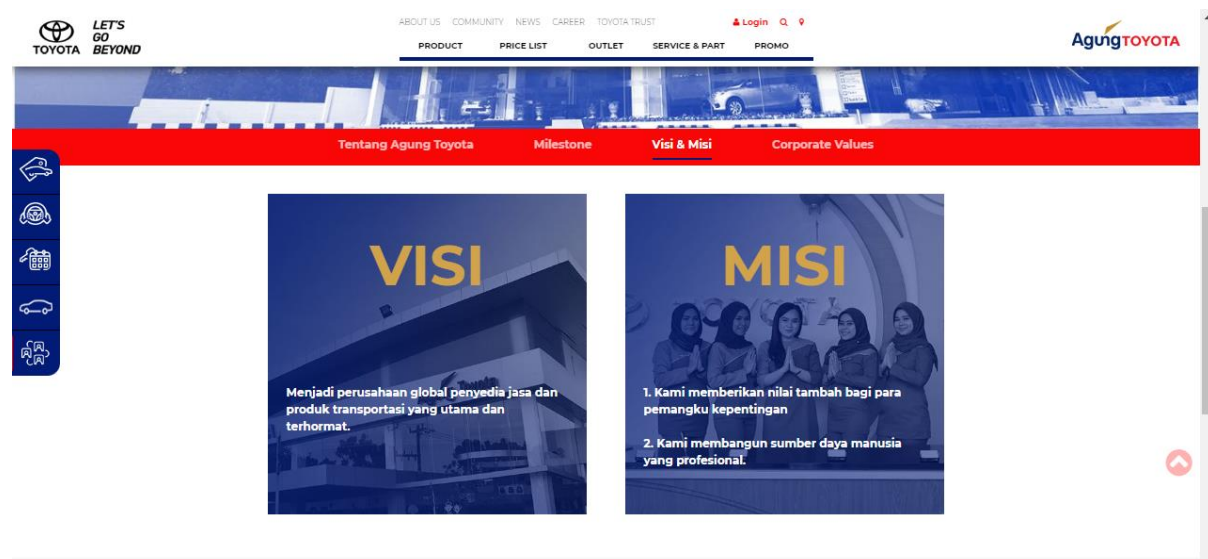 TOYOTA
LET'S
GO
BEYOND
ABOUT US COMMUNITY NEWS CAREER TOYOTA TRUST Login
PRODUCT PRICE LIST OUTLET SERVICE & PART PROMO
AgungTOYOTA
Tentang Agung Toyota Milestone Visi & Misi Corporate Values
VISI
Menjadi perusahaan global penyedia jasa dan
produk transportasi yang utama dan
terhormat.
MISI
1. Kami memberikan nilai tambah bagi para
pemangku kepentingan
2. Kami membangun sumber daya manusia
yang profesional.